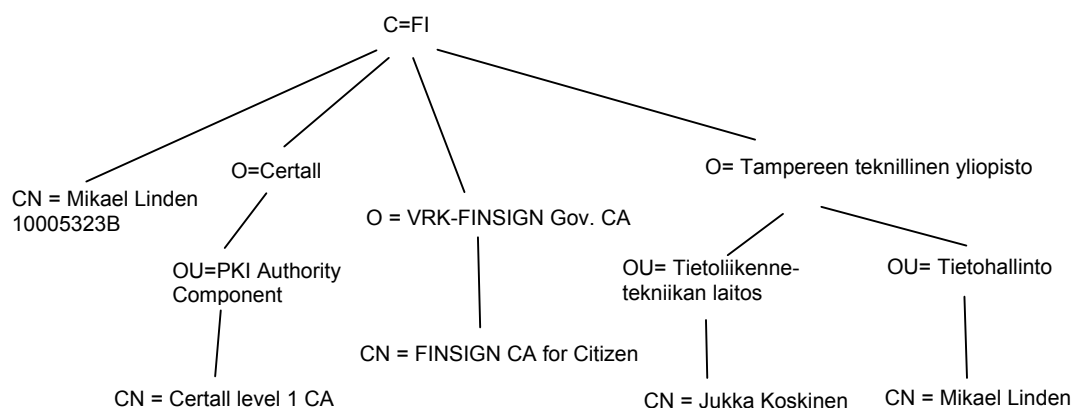 C=FI
CN = Mikael Linden
10005323B
O=Certall
O = VRK-FINSIGN Gov. CA
O= Tampereen teknillinen yliopisto
OU=PKI Authority
Component
OU= Tietoliikenne-
tekniikan laitos
OU= Tietohallinto
CN = Certall level 1 CA
CN = FINSIGN CA for Citizen
CN = Jukka Koskinen
CN = Mikael Linden